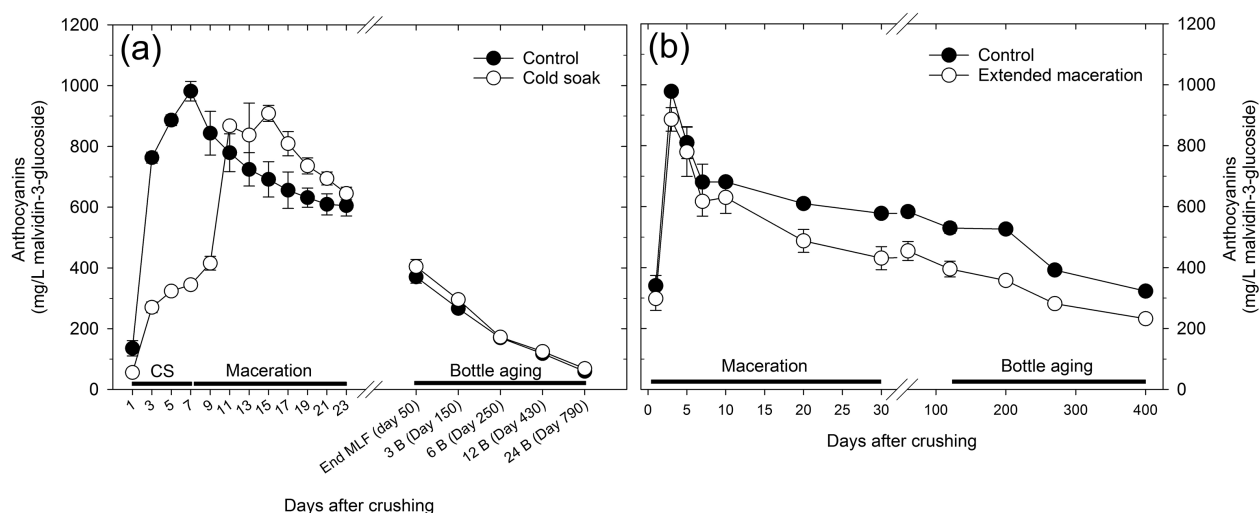 (a)
Control
Cold soak
1200
1000
800
600
400
200
0
Anthocyanins
(mg/L malvidin-3-glucoside)
CS
Maceration
Bottle aging
1 3 5 7 9 11 13 15 17 19 21 23
End MLF (day 50)
3 B (Day 150)
6 B (Day 250)
12 B (Day 430)
24 B (Day 790)
Days after crushing
(b)
Control
Extended maceration
1200
1000
800
600
400
200
0
Anthocyanins
(mg/L malvidin-3-glucoside)
Maceration
Bottle aging
0 5 10 15 20 25 30 100 200 300 400
Days after crushing